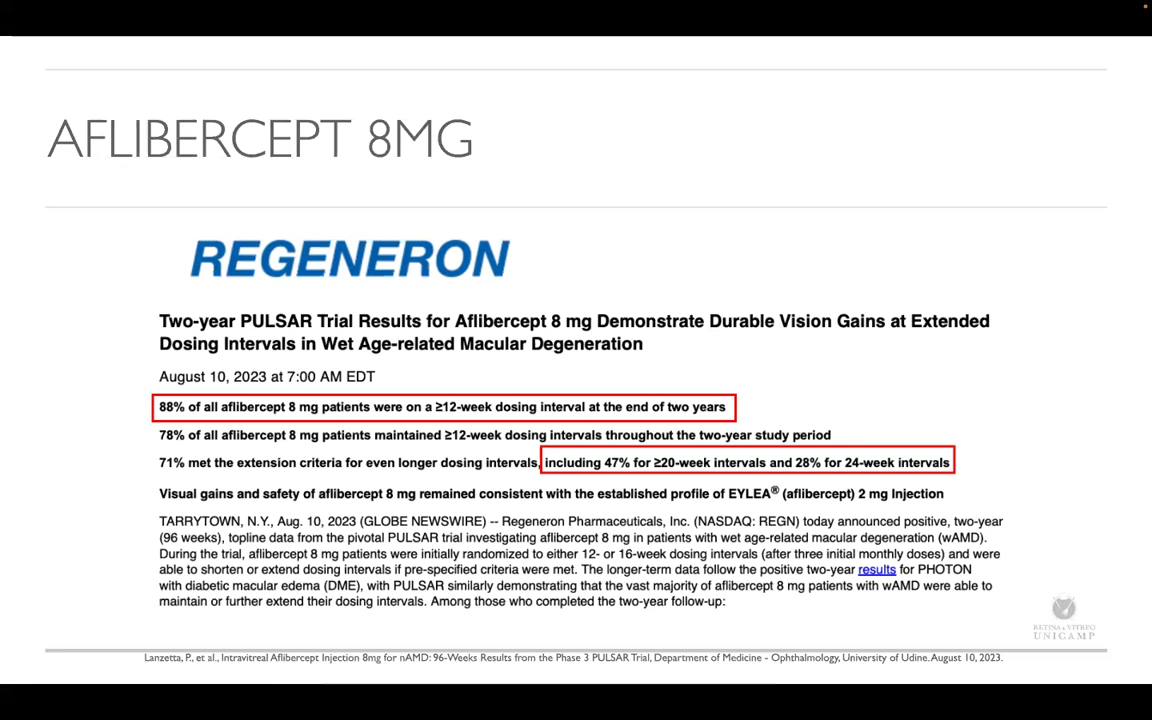 AFLIBERCEPT 8MG
REGENERON
Two-year PULSAR Trial Results for Aflibercept 8 mg Demonstrate Durable Vision Gains at Extended
Dosing Intervals in Wet Age-related Macular Degeneration
August 10, 2023 at 7:00 AM EDT
88% of all aflibercept 8 mg patients were on a ≥12-week dosing interval at the end of two years
78% of all aflibercept 8 mg patients maintained ≥12-week dosing intervals throughout the two-year study period
71% met the extension criteria for even longer dosing intervals, including 47% for ≥20-week intervals and 28% for 24-week intervals
Visual gains and safety of aflibercept 8 mg remained consistent with the established profile of EYLEA® (aflibercept) 2 mg Injection
TARRYTOWN, N.Y., Aug. 10, 2023 (GLOBE NEWSWIRE) -- Regeneron Pharmaceuticals, Inc. (NASDAQ: REGN) today announced positive, two-year
(96 weeks), topline data from the pivotal PULSAR trial investigating aflibercept 8 mg in patients with wet age-related macular degeneration (wAMD).
During the trial, aflibercept 8 mg patients were initially randomized to either 12- or 16-week dosing intervals (after three initial monthly doses) and were
able to shorten or extend dosing intervals if pre-specified criteria were met. The longer-term data follow the positive two-year results for PHOTON
with diabetic macular edema (DME), with PULSAR similarly demonstrating that the vast majority of aflibercept 8 mg patients with wAMD were able to
maintain or further extend their dosing intervals. Among those who completed the two-year follow-up:
RETINA & VITREO
UNICAMP
Lanzetta, P., et al., Intravitreal Aflibercept Injection 8mg for nAMD: 96-Weeks Results from the Phase 3 PULSAR Trial, Department of Medicine - Ophthalmology, University of Udine. August 10, 2023.